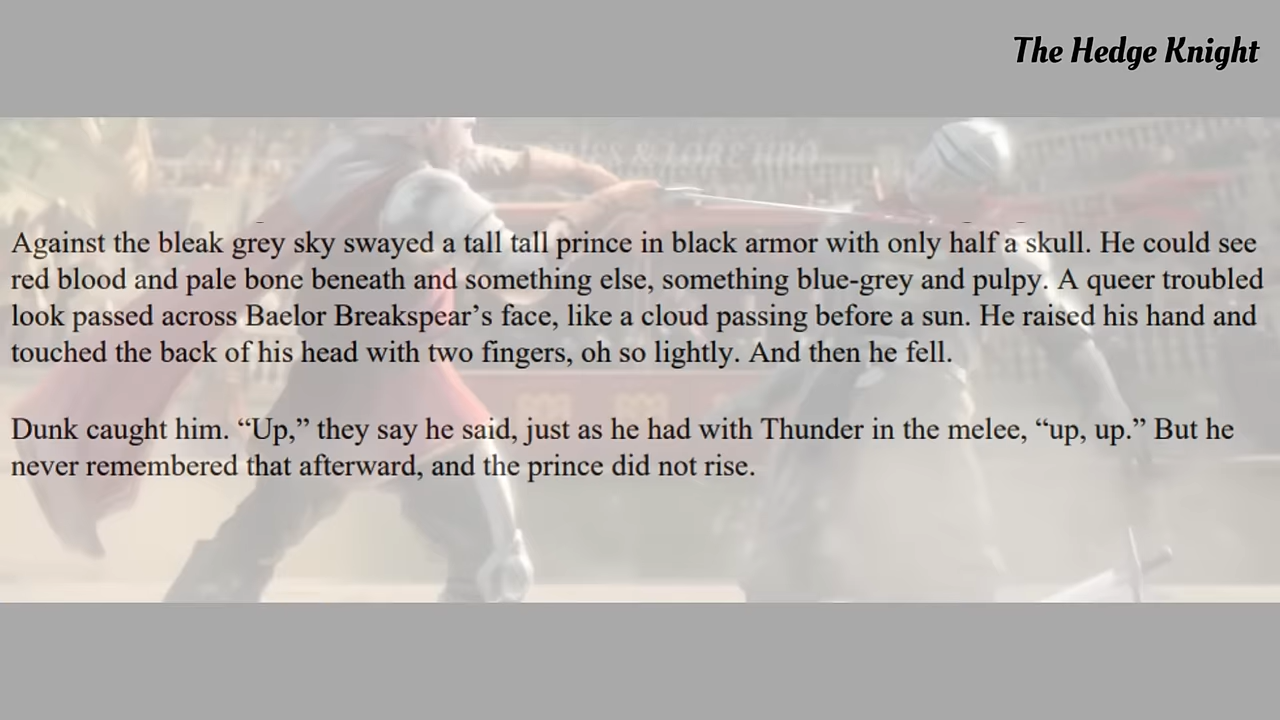 The Hedge Knight
Against the bleak grey sky swayed a tall tall prince in black armor with only half a skull. He could see
red blood and pale bone beneath and something else, something blue-grey and pulpy. A queer troubled
look passed across Baelor Breakspear’s face, like a cloud passing before a sun. He raised his hand and
touched the back of his head with two fingers, oh so lightly. And then he fell.
Dunk caught him. “Up,” they say he said, just as he had with Thunder in the melee, “up, up.” But he
never remembered that afterward, and the prince did not rise.